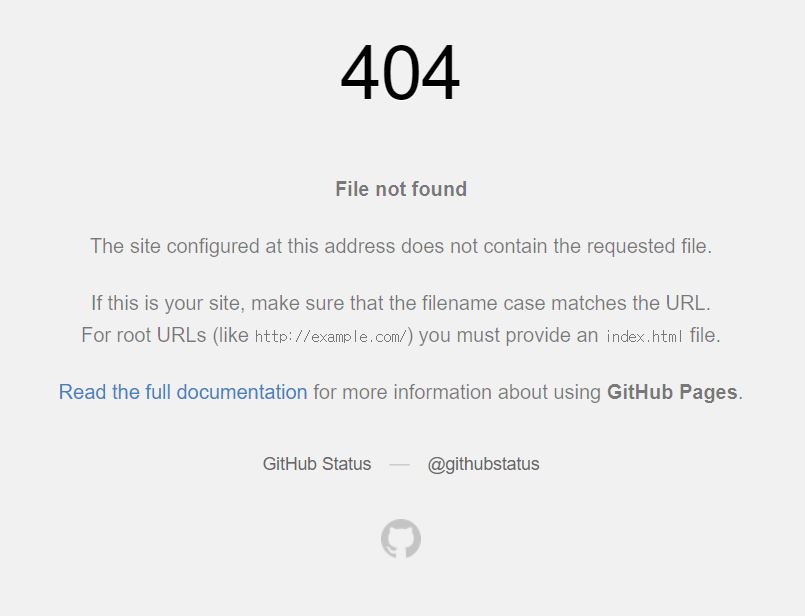 404
File not found
The site configured at this address does not contain the requested file.
If this is your site, make sure that the filename case matches the URL.
For root URLs (like http://example.com/) you must provide an index.html file.
Read the full documentation for more information about using GitHub Pages.
GitHub Status — @githubstatus